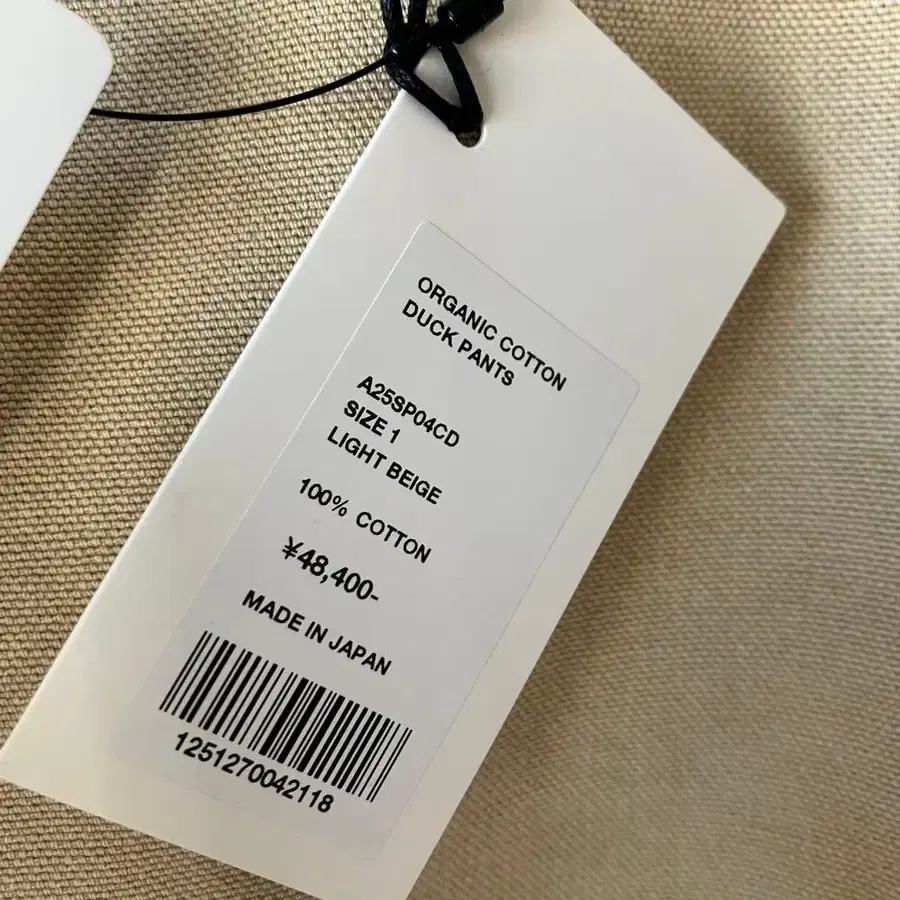 ORGANIC COTTON
DUCK PANTS
A25SP04CD
SIZE 1
LIGHT BEIGE
100% COTTON
¥48,400-
MADE IN JAPAN
1251270042118